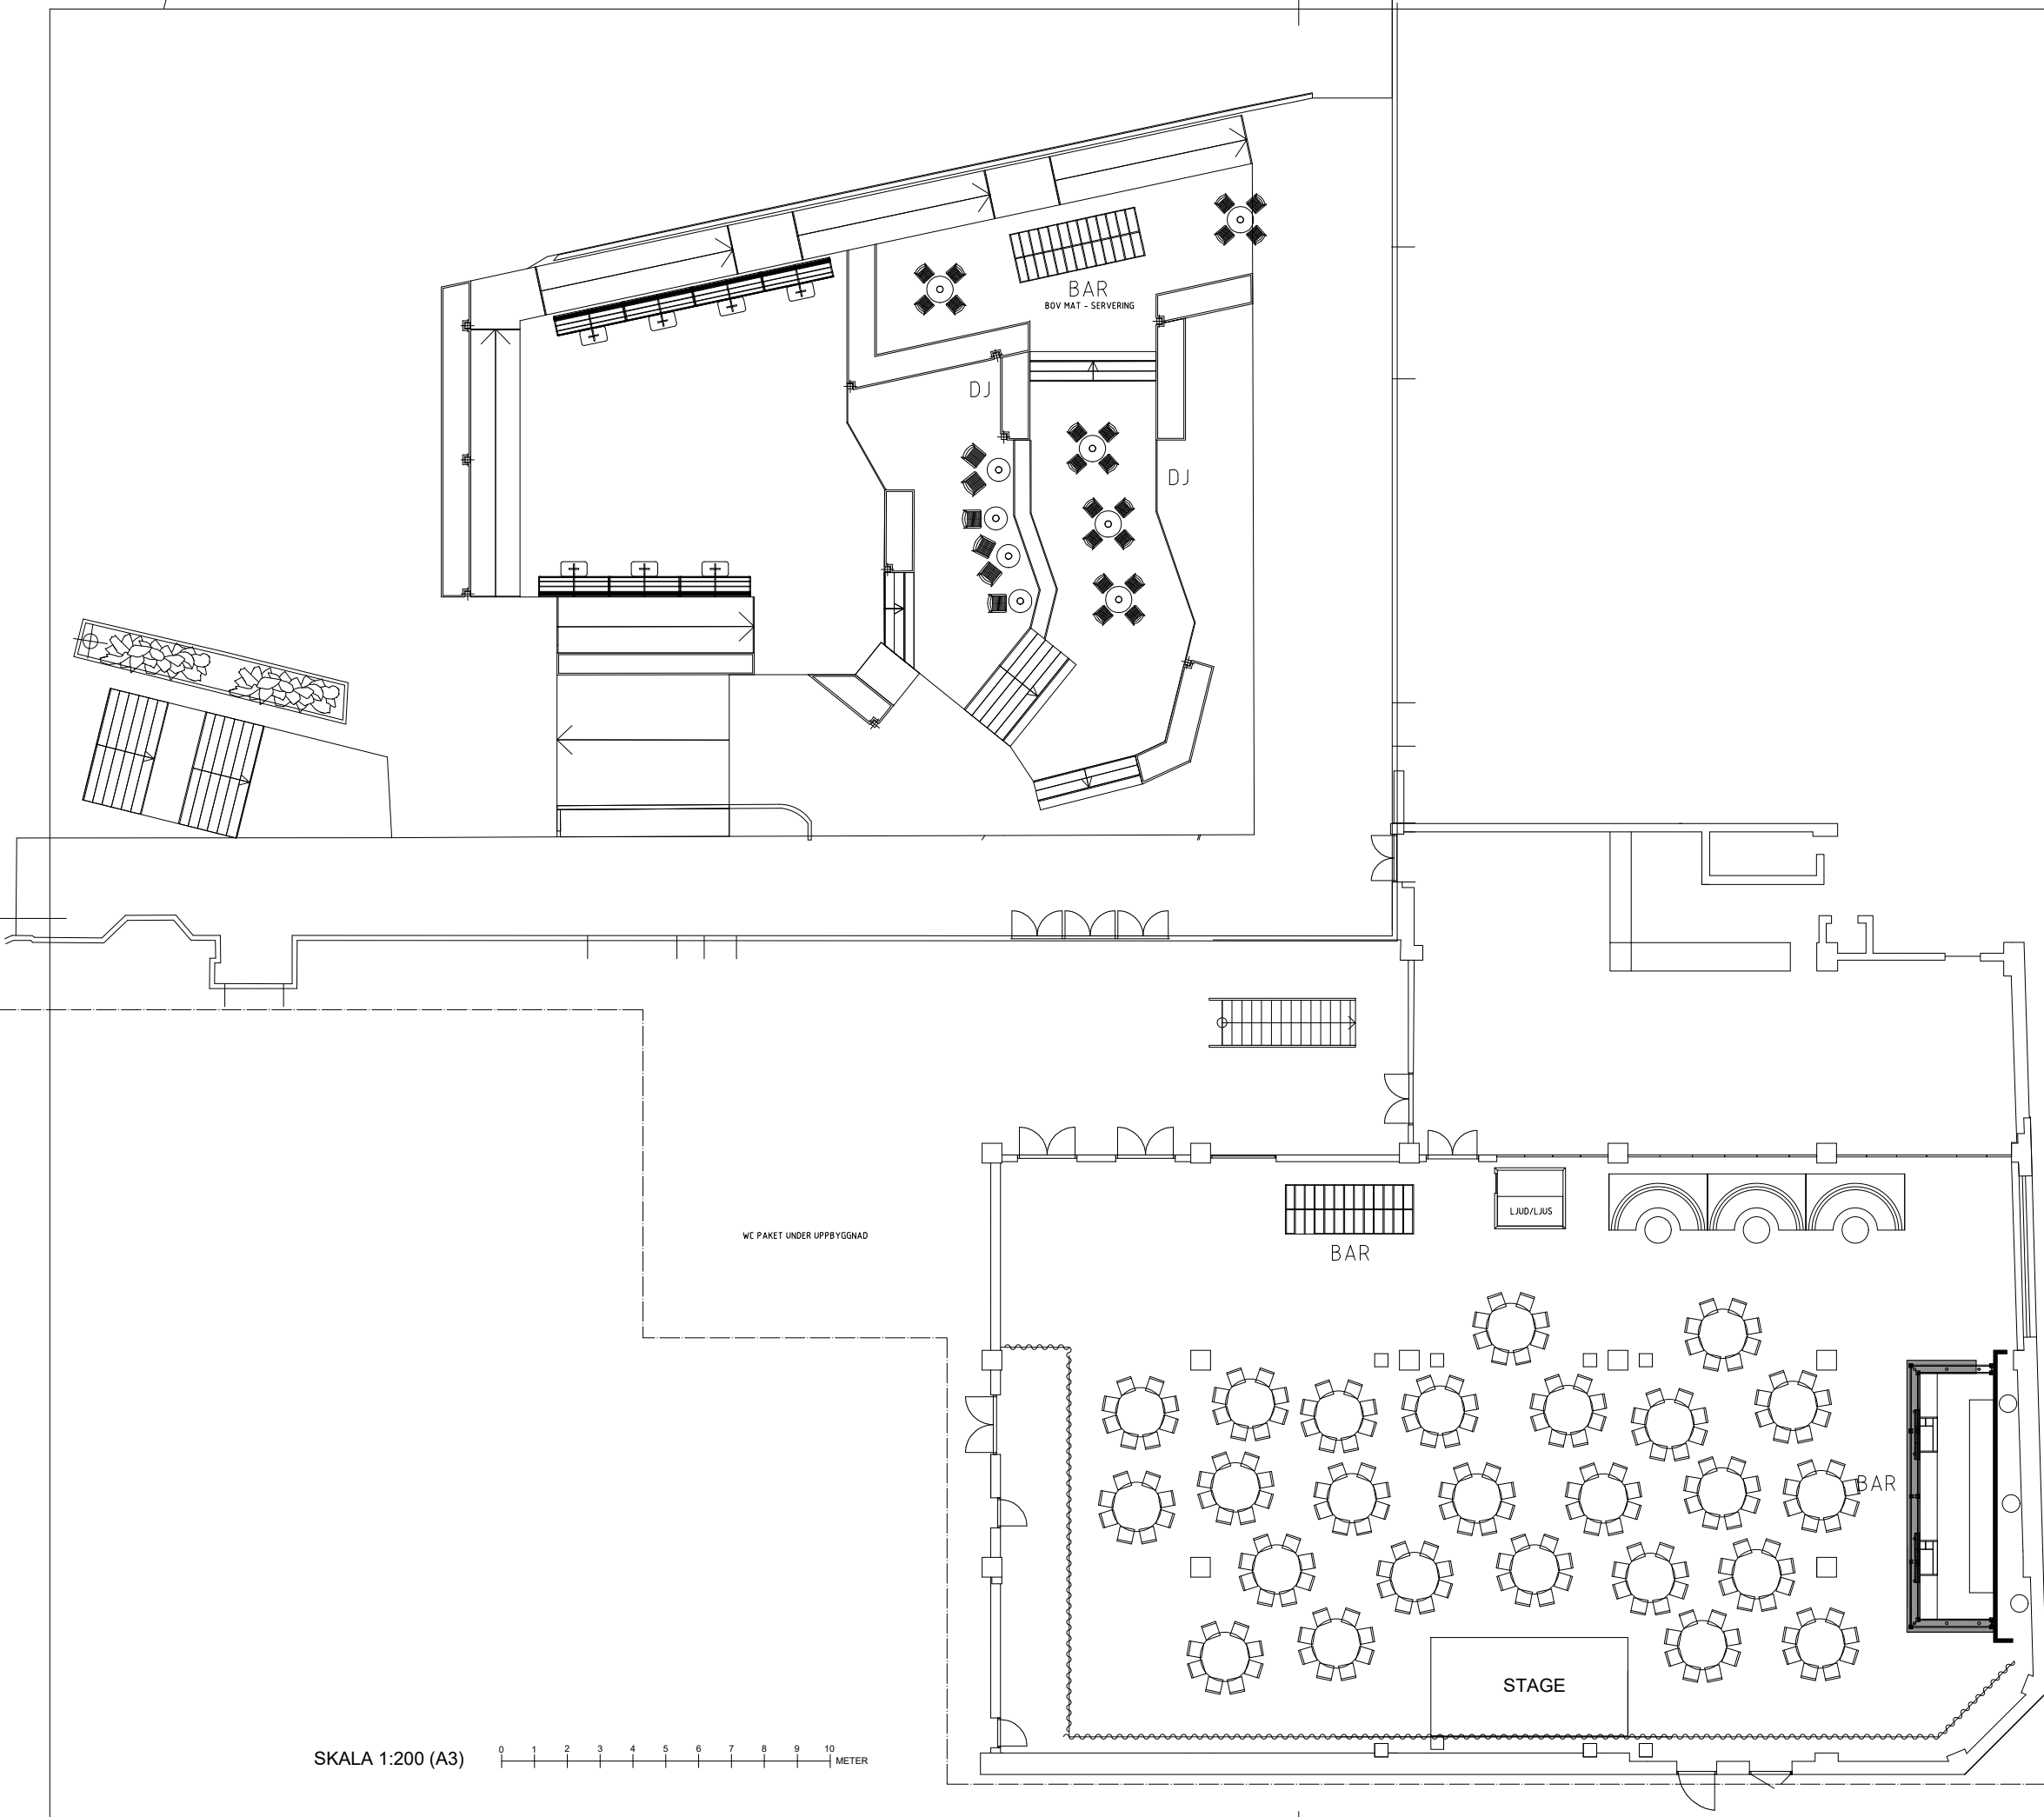 BAR
BOV MAT - SERVERING
DJ
DJ
LJUD/LJUS
WC PAKET UNDER UPPBYGGNAD
BAR
BAR
STAGE
SKALA 1:200 (A3)
0 1 2 3 4 5 6 7 8 9 10
METER